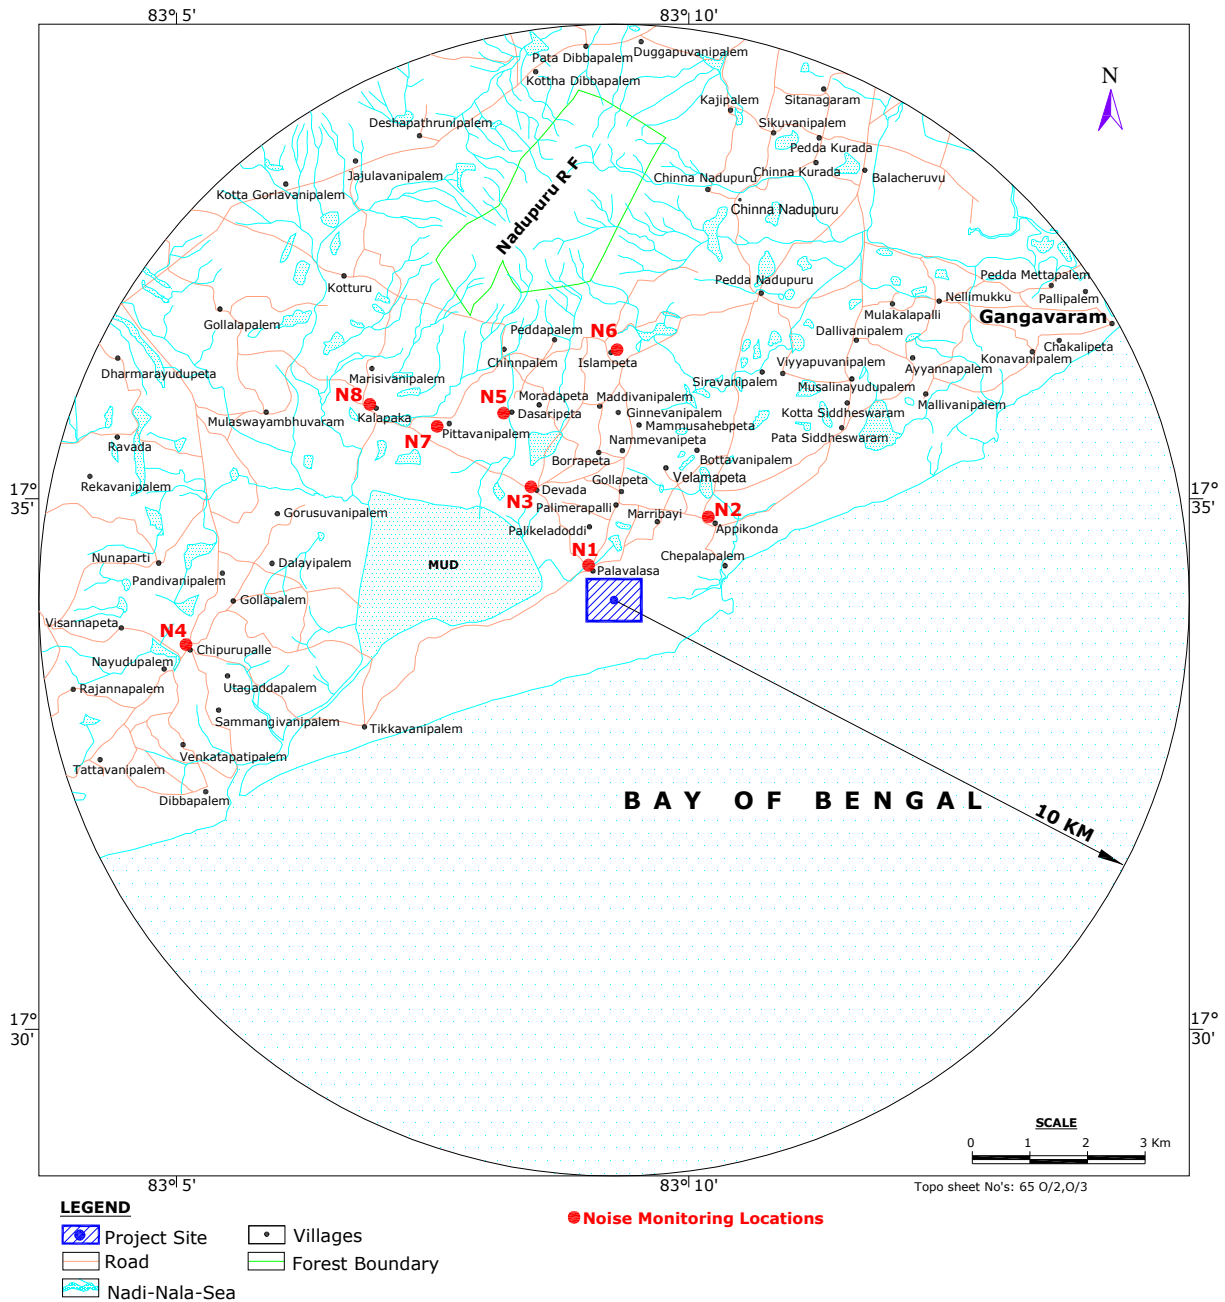 83° 5'
83° 10'
Duggapuvanipalem
Pata Dibbapalem
Kottha Dibbapalem
N
Kajipalem
Sitanagaram
Deshapathrunipalem
Sikuvanipalem
Pedda Kurada
Chinna Kurada
Jajulavanipalem
Chinna Nadupuru
Balacheruvu
Kotta Gorlavanipalem
Nadupuru R F
Chinna Nadupuru
Kotturu
Pedda Nadupuru
Pedda Mettapalem
Nellimukku
Pallipalem
Mulakalapalli
Gangavaram
Gollalapalem
Peddapalem
N6
Dallivanipalem
Chakalipeta
Chinnpalem
Islampeta
Viyyapuvanipalem
Konavanipalem
Dharmarayudupeta
Marisivanipalem
Siravanipalem
Ayyannapalem
Musalinayudupalem
N8
N5
Moradapeta
Maddivanipalem
Mallivanipalem
Kalapaka
Dasaripeta
Ginnevanipalem
Kotta Siddheswaram
Mulaswayambhuvaram
Mammusahebpeta
N7
Pittavanipalem
Pata Siddheswaram
Nammevanipeta
Ravada
Borrapeta
Bottavanipalem
Rekavanipalem
Gollapeta
Velamapeta
17°
35'
17°
35'
Devada
N3
Palimerapalli
Gorusuvanipalem
Marribayi
N2
Palikeladoddi
Appikonda
Nunaparti
N1
Chepalapalem
Dalayipalem
MUD
Palavalasa
Pandivanipalem
Gollapalem
Visannapeta
N4
Chipurupalle
Nayudupalem
Rajannapalem
Utagaddapalem
Sammangivanipalem
Tikkavanipalem
Venkatapatipalem
Tattavanipalem
Dibbapalem
BAY OF BENGAL
10 KM
17°
30'
17°
30'
SCALE
0 1 2 3 Km
83° 5'
83° 10'
Topo sheet No's: 65 O/2,O/3
LEGEND
Project Site
Villages
Noise Monitoring Locations
Road
Forest Boundary
Nadi-Nala-Sea